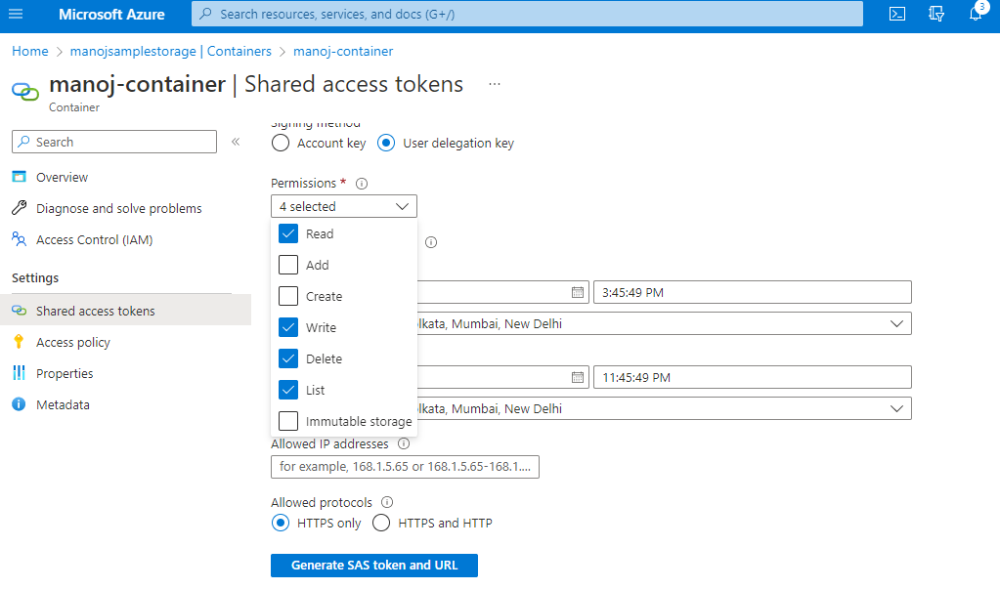 Microsoft Azure
Search resources, services, and docs (G+/)
3
Home > manojsamplestorage | Containers > manoj-container
manoj-container | Shared access tokens ...
Container
Search
«
Overview
Diagnose and solve problems
Access Control (IAM)
Settings
Shared access tokens
Access policy
Properties
Metadata
Signing method
Account key
User delegation key
Permissions *
4 selected
Read
Add
Create
Write
Delete
List
Immutable storage
3:45:49 PM
lkata, Mumbai, New Delhi
11:45:49 PM
lkata, Mumbai, New Delhi
Allowed IP addresses
for example, 168.1.5.65 or 168.1.5.65-168.1....
Allowed protocols
HTTPS only
HTTPS and HTTP
Generate SAS token and URL